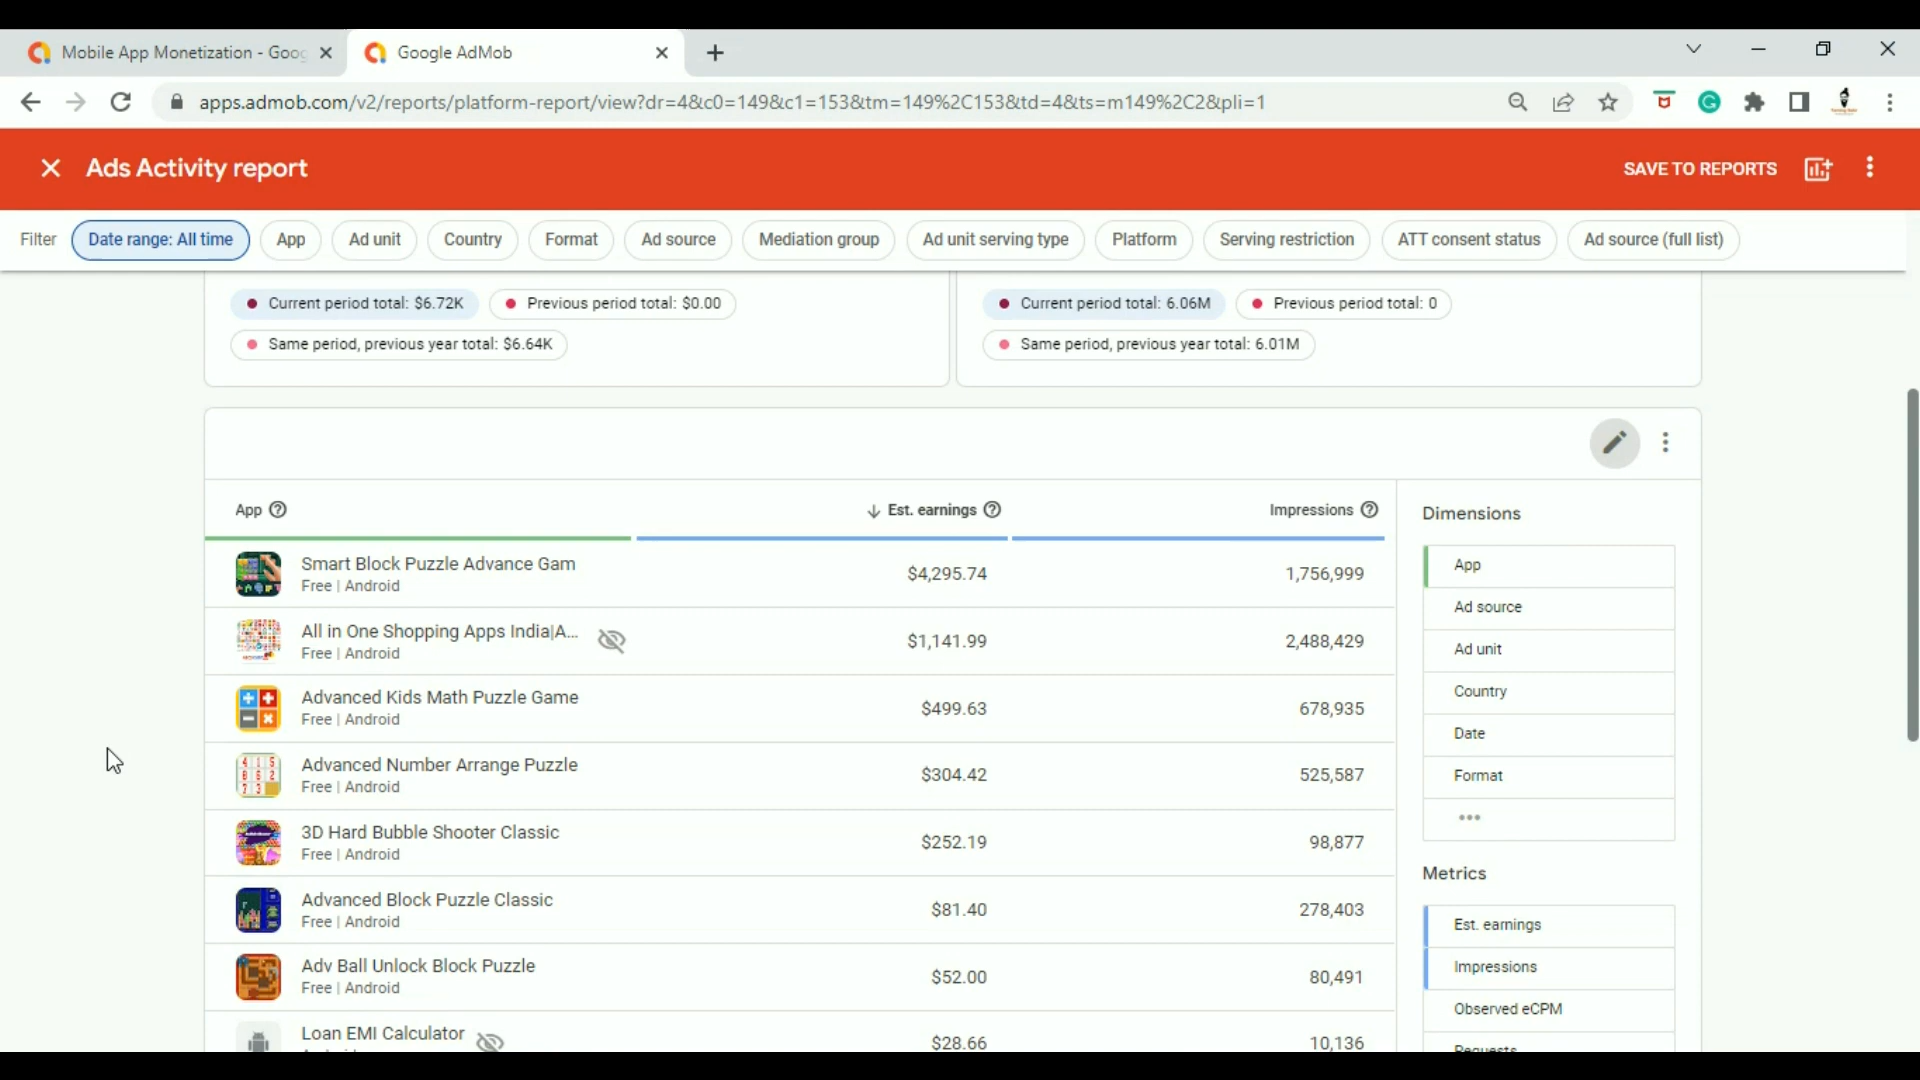 Mobile App Monetization - Goog
Google AdMob
apps.admob.com/v2/reports/platform-report/view?dr=4&c0=149&c1=153&tm=149%2C153&td=4&ts=m149%2C2&pli=1
Ads Activity report
SAVE TO REPORTS
Filter
Date range: All time
App
Ad unit
Country
Format
Ad source
Mediation group
Ad unit serving type
Platform
Serving restriction
ATT consent status
Ad source (full list)
Current period total: $6.72K
Previous period total: $0.00
Same period, previous year total: $6.64K
Current period total: 6.06M
Previous period total: 0
Same period, previous year total: 6.01M
App
Est. earnings
Impressions
Smart Block Puzzle Advance Gam
Free | Android
$4,295.74
1,756,999
All in One Shopping Apps India|A...
Free | Android
$1,141.99
2,488,429
Advanced Kids Math Puzzle Game
Free | Android
$499.63
678,935
Advanced Number Arrange Puzzle
Free | Android
$304.42
525,587
3D Hard Bubble Shooter Classic
Free | Android
$252.19
98,877
Advanced Block Puzzle Classic
Free | Android
$81.40
278,403
Adv Ball Unlock Block Puzzle
Free | Android
$52.00
80,491
Loan EMI Calculator
$28.66
10,136
Dimensions
App
Ad source
Ad unit
Country
Date
Format
Metrics
Est. earnings
Impressions
Observed eCPM
Requests